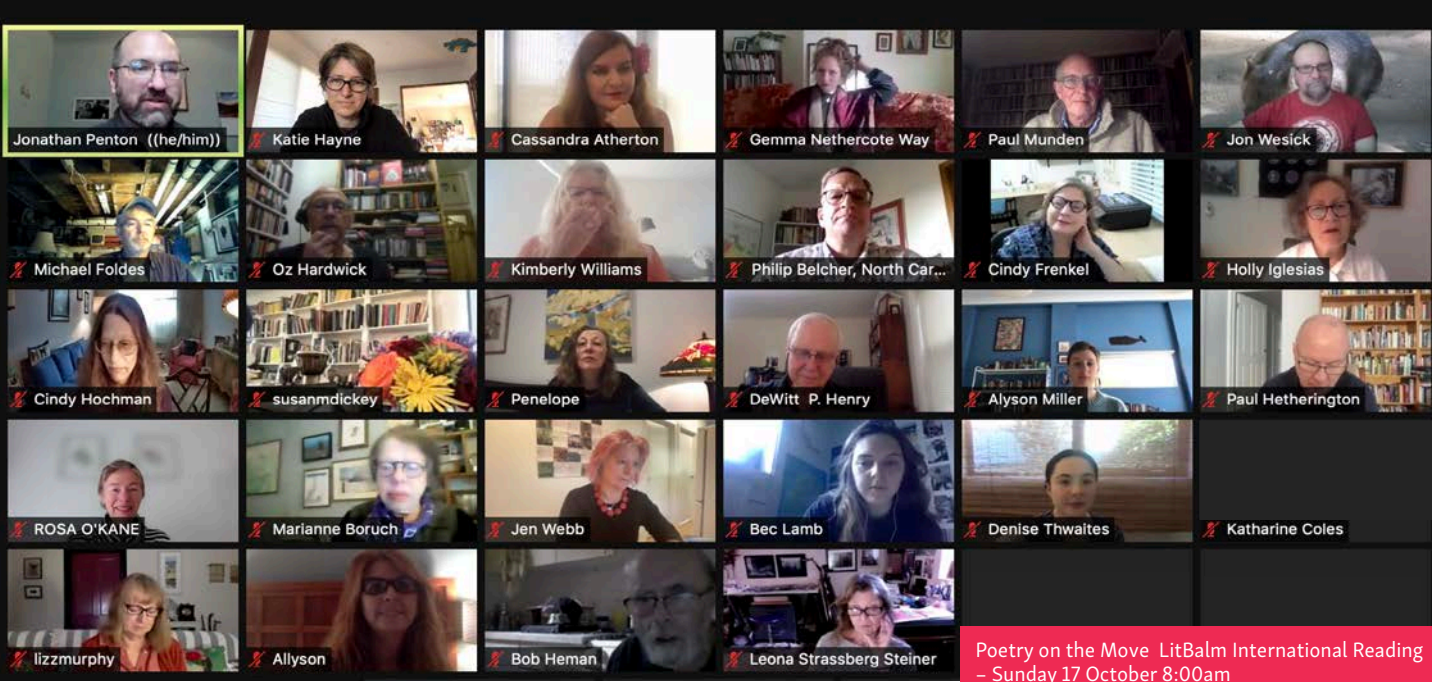 Jonathan Penton ((he/him))
Katie Hayne
Cassandra Atherton
Gemma Nethercote Way
Paul Munden
Jon Wesick
Michael Foldes
Oz Hardwick
Kimberly Williams
Philip Belcher, North Car...
Cindy Frenkel
Holly Iglesias
Cindy Hochman
susanmdickey
Penelope
DeWitt P. Henry
Alyson Miller
Paul Hetherington
ROSA O'KANE
Marianne Boruch
Jen Webb
Bec Lamb
Denise Thwaites
Katharine Coles
lizzmurphy
Allyson
Bob Heman
Leona Strassberg Steiner
Poetry on the Move LitBalm International Reading
– Sunday 17 October 8:00am